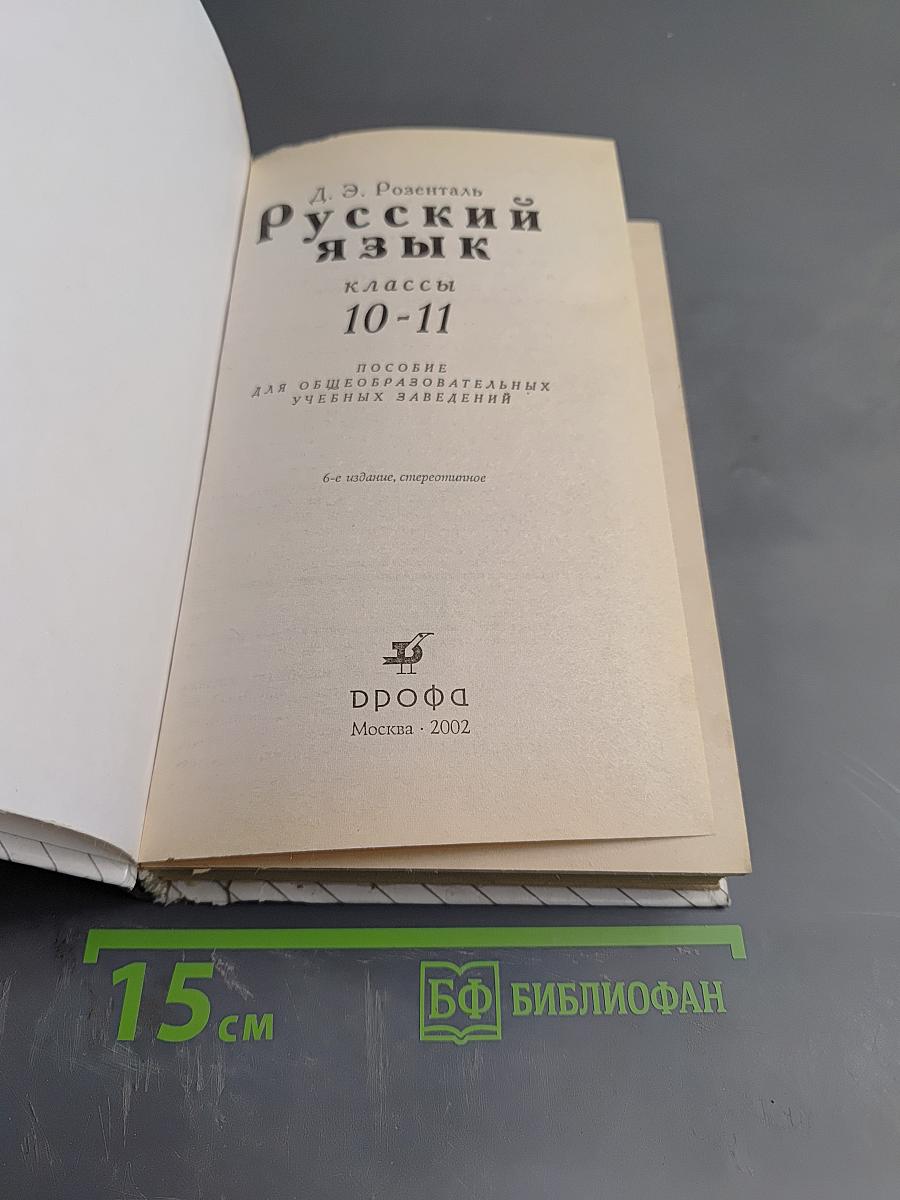 Д. Э. Розенталь
Русский
язык
классы
10-11
ПОСОБИЕ
ДЛЯ ОБЩЕОБРАЗОВАТЕЛЬНЫХ
УЧЕБНЫХ ЗАВЕДЕНИЙ
6-е издание, стереотипное
ДРОФА
Москва · 2002
15 см
БФ БИБЛИОФАН